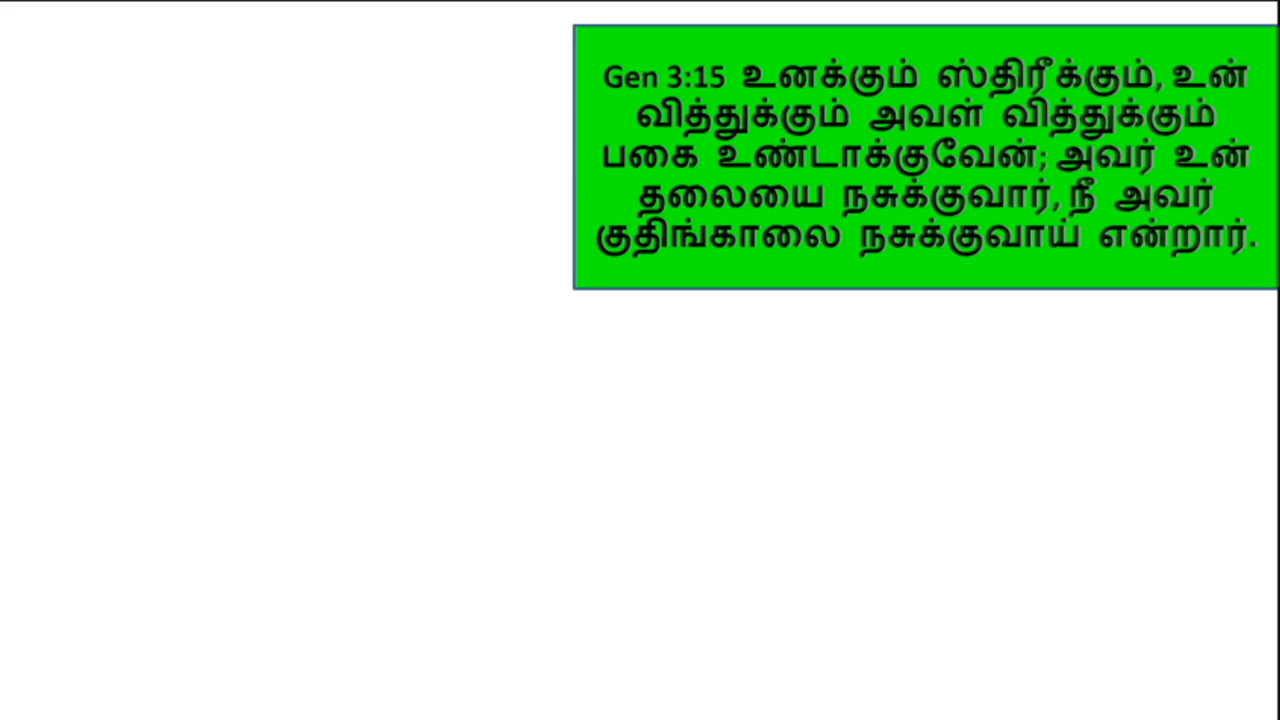 Gen 3:15 உனக்கும் ஸ்திரீக்கும், உன்
வித்துக்கும் அவள் வித்துக்கும்
பகை உண்டாக்குவேன்; அவர் உன்
தலையை நசுக்குவார், நீ அவர்
குதிங்காலை நசுக்குவாய் என்றார்.